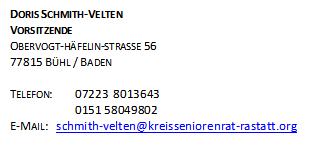 DORIS SCHMITH-VELTEN
VORSITZENDE
OBERVOGT-HÄFELIN-STRASSE 56
77815 BÜHL / BADEN
TELEFON: 07223 8013643
0151 58049802
E-MAIL: schmith-velten@kreisseniorenrat-rastatt.org